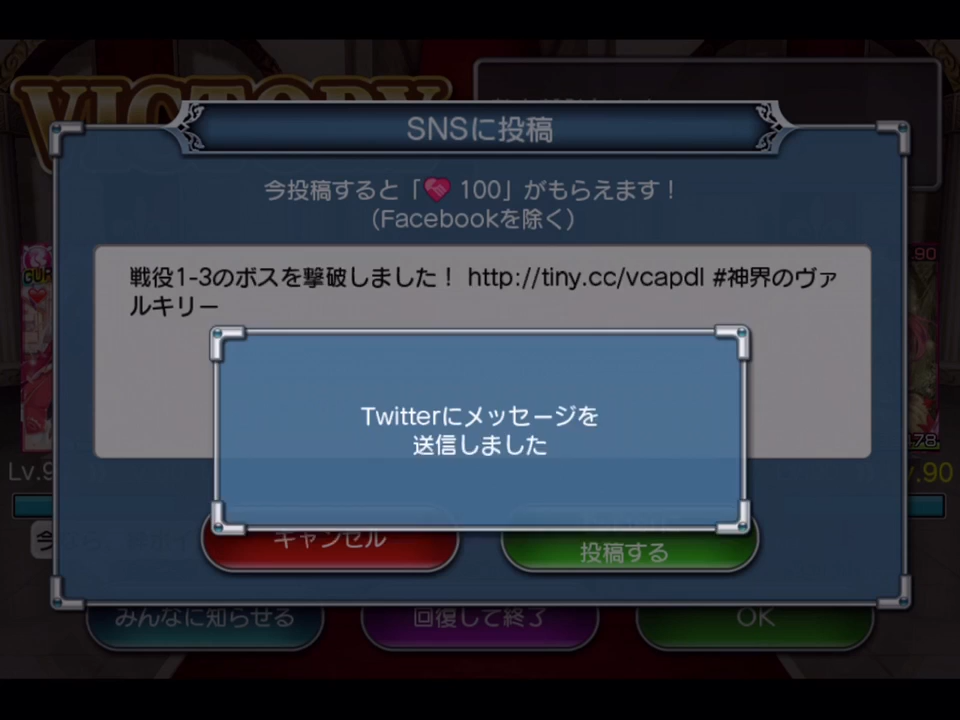 VICTORY
SNSに投稿
今投稿すると「 100」がもらえます！
(Facebookを除く)
戦役1-3のボスを撃破しました！ http://tiny.cc/vcapdl #神界のヴァ
ルキリー
Twitterにメッセージを
送信しました
キャンセル
投稿する
みんなに知らせる
回復して終了
OK